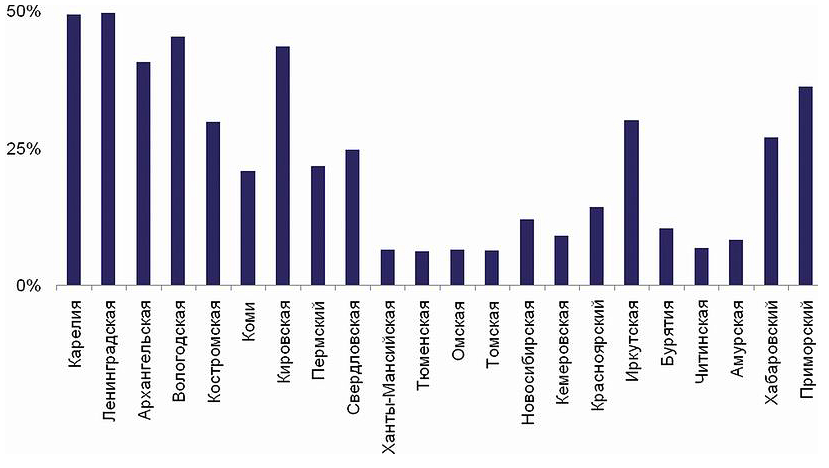 50%
25%
0%
Карелия
Ленинградская
Архангельская
Вологодская
Костромская
Коми
Кировская
Пермский
Свердловская
Ханты-Мансийская
Тюменская
Омская
Томская
Новосибирская
Кемеровская
Красноярский
Иркутская
Бурятия
Читинская
Амурская
Хабаровский
Приморский